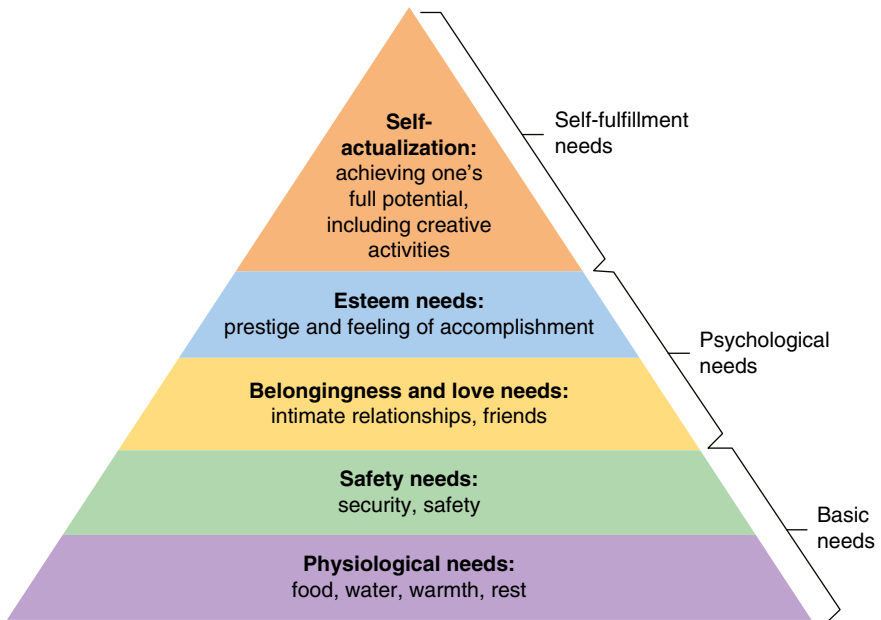 Self-
actualization:
achieving one's
full potential,
including creative
activities
Self-fulfillment
needs
Esteem needs:
prestige and feeling of accomplishment
Psychological
needs
Belongingness and love needs:
intimate relationships, friends
Safety needs:
security, safety
Basic
needs
Physiological needs:
food, water, warmth, rest